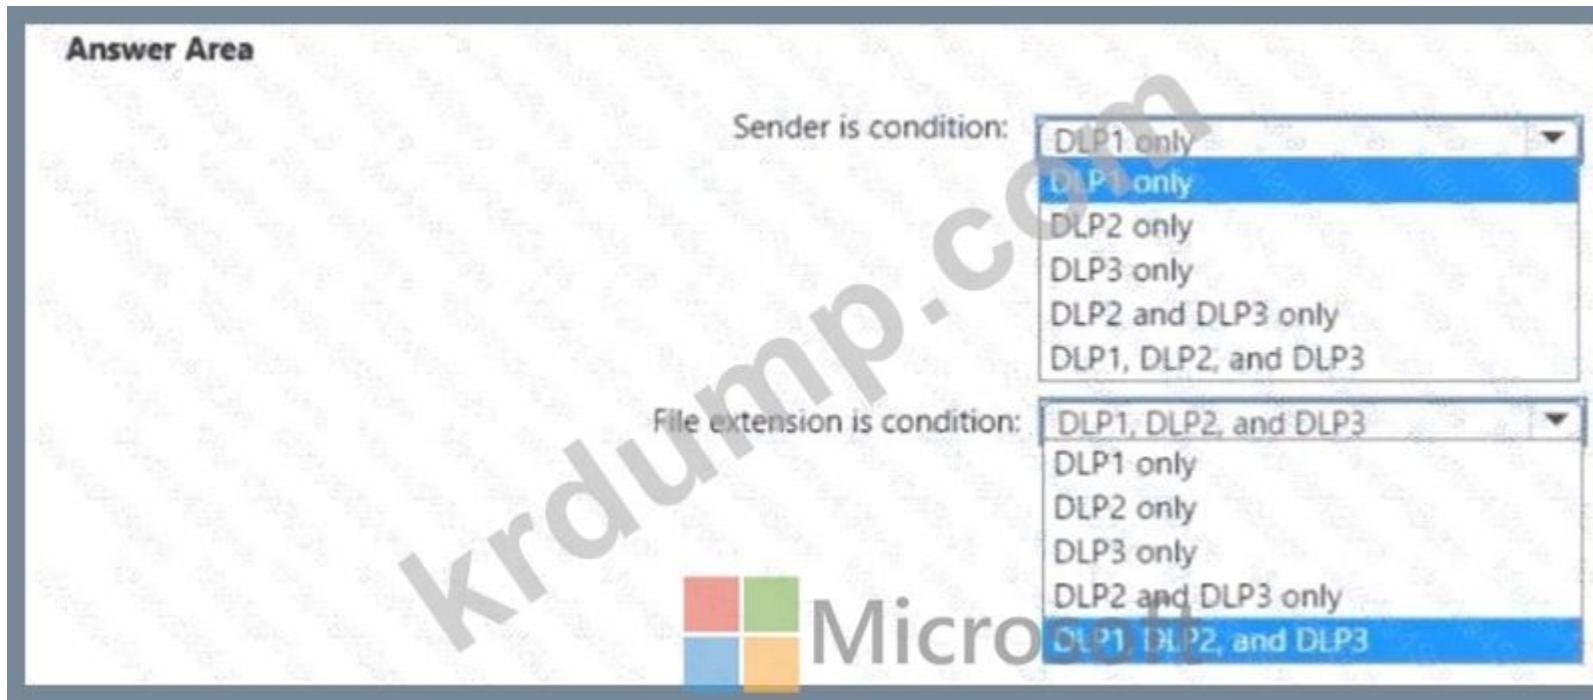 Answer Area
Sender is condition:
DLP1 only
DLP1 only
DLP2 only
DLP3 only
DLP2 and DLP3 only
DLP1, DLP2, and DLP3
File extension is condition:
DLP1, DLP2, and DLP3
DLP1 only
DLP2 only
DLP3 only
DLP2 and DLP3 only
DLP1, DLP2, and DLP3
krdump.com
Microsoft